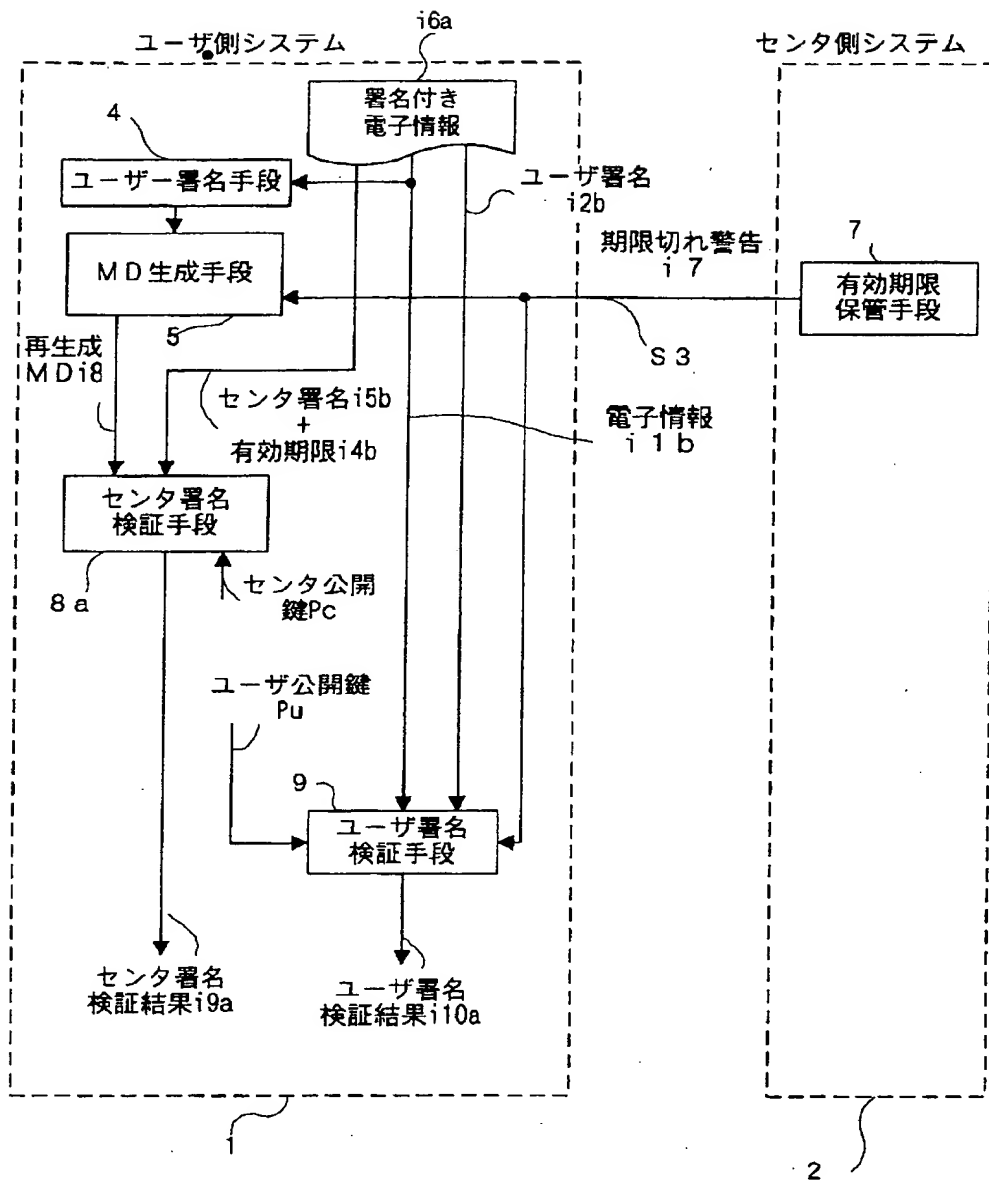 i6a
ユーザ側システム
センタ側システム
署名付き
電子情報
4
ユーザー署名手段
ユーザ署名
i2b
MD生成手段
5
期限切れ警告
i7
7
有効期限
保管手段
S3
再生成
MDi8
センタ署名i5b
+
有効期限i4b
電子情報
i1b
センタ署名
検証手段
8a
センタ公開
鍵Pc
ユーザ公開鍵
Pu
9
ユーザ署名
検証手段
センタ署名
検証結果i9a
ユーザ署名
検証結果i10a
1
2